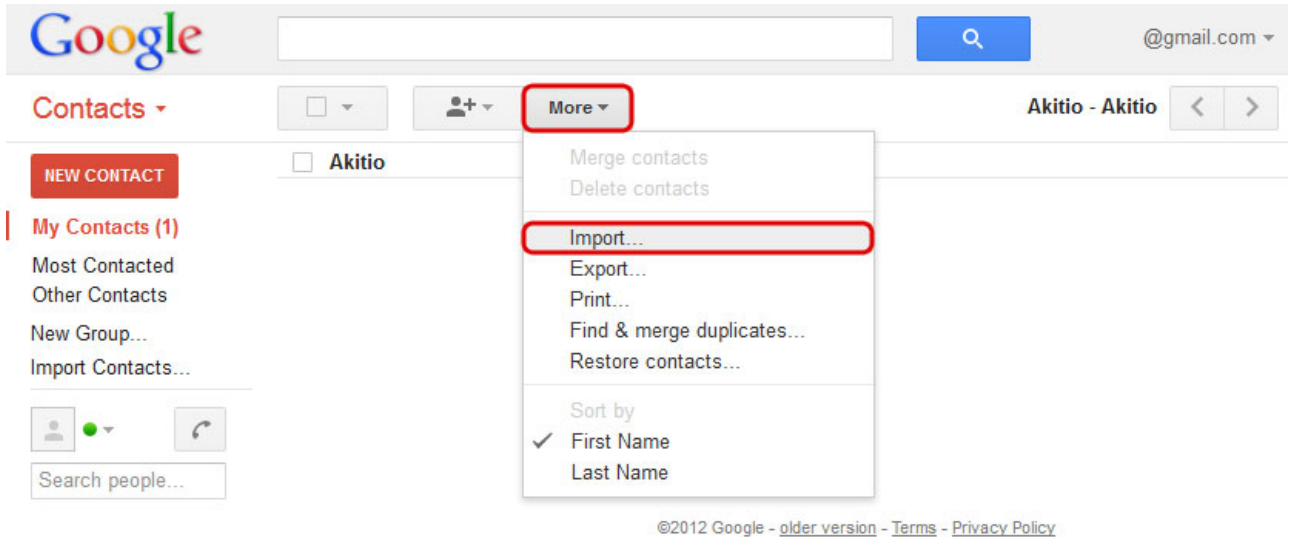 Google
@gmail.com
Contacts
More
Akitio - Akitio
NEW CONTACT
Akitio
Merge contacts
Delete contacts
My Contacts (1)
Import...
Most Contacted
Export...
Other Contacts
Print...
New Group...
Find & merge duplicates...
Import Contacts...
Restore contacts...
Sort by
First Name
Search people...
Last Name
©2012 Google - older version - Terms - Privacy Policy